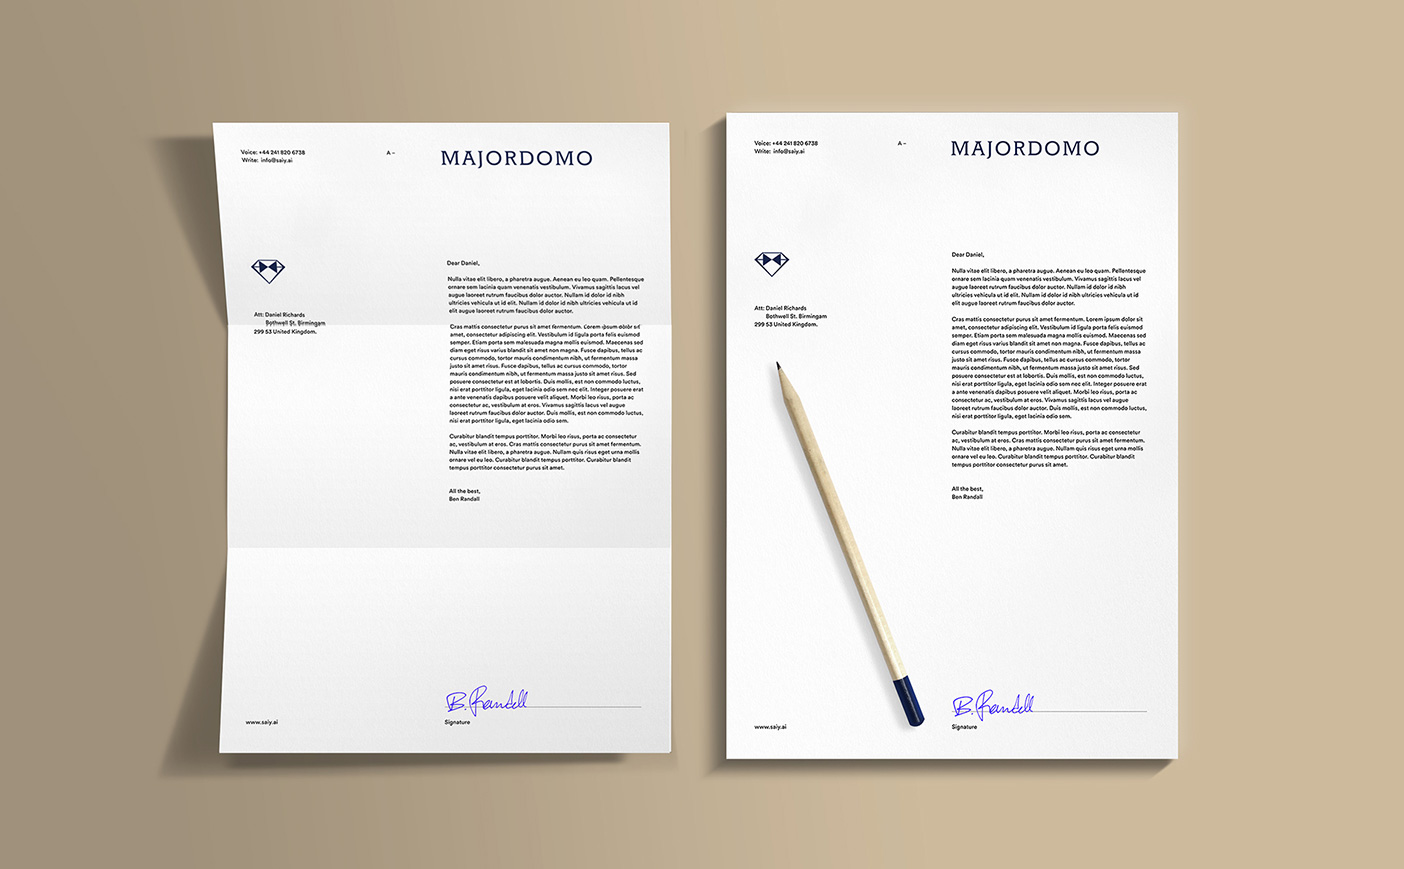 Voice: +44 241 820 6738
Write: info@saiy.ai
A –
MAJORDOMO
Att: Daniel Richards
Bothwell St, Birmingam
299 53 United Kingdom.
Dear Daniel,
Nulla vitae elit libero, a pharetra augue. Aenean eu leo quam. Pellentesque
ornare sem lacinia quam venenatis vestibulum. Vivamus sagittis lacus vel
augue laoreet rutrum faucibus dolor auctor. Nullam id dolor id nibh
ultricies vehicula ut id elit. Nullam id dolor id nibh vehicula ut id
elit. augue laoreet rutrum faucibus dolor auctor.
Cras mattis consectetur purus sit amet fermentum. Lorem ipsum dolor sit
amet, consectetur adipiscing elit. Vestibulum id ligula porta felis euismod
semper. Etiam porta sem malesuada magna mollis euismod. Maecenas sed
diam eget risus varius blandit sit amet non magna. Fusce dapibus, tellus ac
cursus commodo, tortor mauris condimentum nibh, ut fermentum massa
justo sit amet risus. Fusce dapibus, tellus ac cursus commodo, tortor
mauris condimentum nibh, ut fermentum massa justo sit amet risus. Sed
posuere consectetur est at lobortis. Duis mollis, est non commodo luctus,
nisi erat porttitor ligula, eget lacinia odio sem nec elit. Integer posuere erat
a ante venenatis dapibus posuere velit aliquet. Morbi leo risus, porta ac
consectetur ac, vestibulum at eros. Vivamus sagittis lacus vel augue
laoreet rutrum faucibus dolor auctor. Duis mollis, est non commodo luctus,
nisi erat porttitor ligula, eget lacinia odio sem.
Curabitur blandit tempus porttitor. Morbi leo risus, porta ac consectetur
ac, vestibulum at eros. Cras mattis consectetur purus sit amet fermentum.
Nulla vitae elit libero, a pharetra augue. Nullam quis risus eget urna mollis
ornare vel eu leo. Curabitur blandit tempus porttitor. Curabitur blandit
tempus porttitor consectetur purus sit amet.
All the best,
Ben Randall
B. Randall
Signature
www.saiy.ai
Voice: +44 241 820 6738
Write: info@saiy.ai
A –
MAJORDOMO
Att: Daniel Richards
Bothwell St. Birmingam
299 53 United Kingdom.
Dear Daniel,
Nulla vitae elit libero, a pharetra augue. Aenean eu leo quam. Pellentesque
ornare sem lacinia quam venenatis vestibulum. Vivamus sagittis lacus vel
augue laoreet rutrum faucibus dolor auctor. Nullam id dolor id nibh
ultricies vehicula ut id elit. Nullam id dolor id nibh ultricies vehicula ut id
elit. augue laoreet rutrum faucibus dolor auctor.
Cras mattis consectetur purus sit amet fermentum. Lorem ipsum dolor sit
amet, consectetur adipiscing elit. Vestibulum id ligula porta felis euismod
semper. Etiam porta sem malesuada magna mollis euismod. Maecenas sed
diam eget risus varius blandit sit amet non magna. Fusce dapibus, tellus ac
cursus commodo, tortor mauris condimentum nibh, ut fermentum massa
justo sit amet risus. Fusce dapibus, tellus ac cursus commodo, tortor
mauris condimentum nibh, ut fermentum massa justo sit amet risus. Sed
posuere consectetur est at lobortis. Duis mollis, est non commodo luctus,
nisi erat porttitor ligula, eget lacinia odio sem nec elit. Integer posuere erat
a ante venenatis dapibus posuere velit aliquet. Morbi leo risus, porta ac
consectetur ac, vestibulum at eros. Vivamus sagittis lacus vel augue
laoreet rutrum faucibus dolor auctor. Duis mollis, est non commodo luctus,
nisi erat porttitor ligula, eget lacinia odio sem.
Curabitur blandit tempus porttitor. Morbi leo risus, porta ac consectetur
ac, vestibulum at eros. Cras mattis consectetur purus sit amet fermentum.
Nulla vitae elit libero, a pharetra augue. Nullam quis risus eget urna mollis
ornare vel eu leo. Curabitur blandit tempus porttitor. Curabitur blandit
tempus porttitor consectetur purus sit amet.
All the best,
Ben Randall
B. Randall
Signature
www.saiy.ai